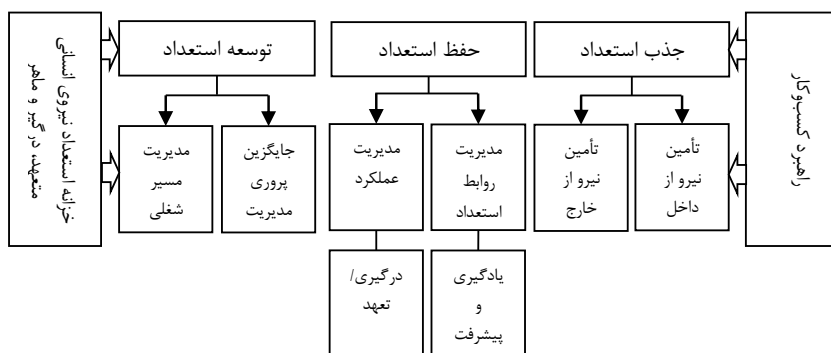 راهبرد کسب‌وکار
جذب استعداد
تأمین
نیرو از
داخل
تأمین
نیرو از
خارج
حفظ استعداد
مدیریت
روابط
استعداد
مدیریت
عملکرد
یادگیری
و
پیشرفت
درگیری/
تعهد
توسعه استعداد
جایگزین
پروری
مدیریت
مدیریت
مسیر
شغلی
خزانه استعداد نیروی انسانی
متعهد، درگیر و ماهر